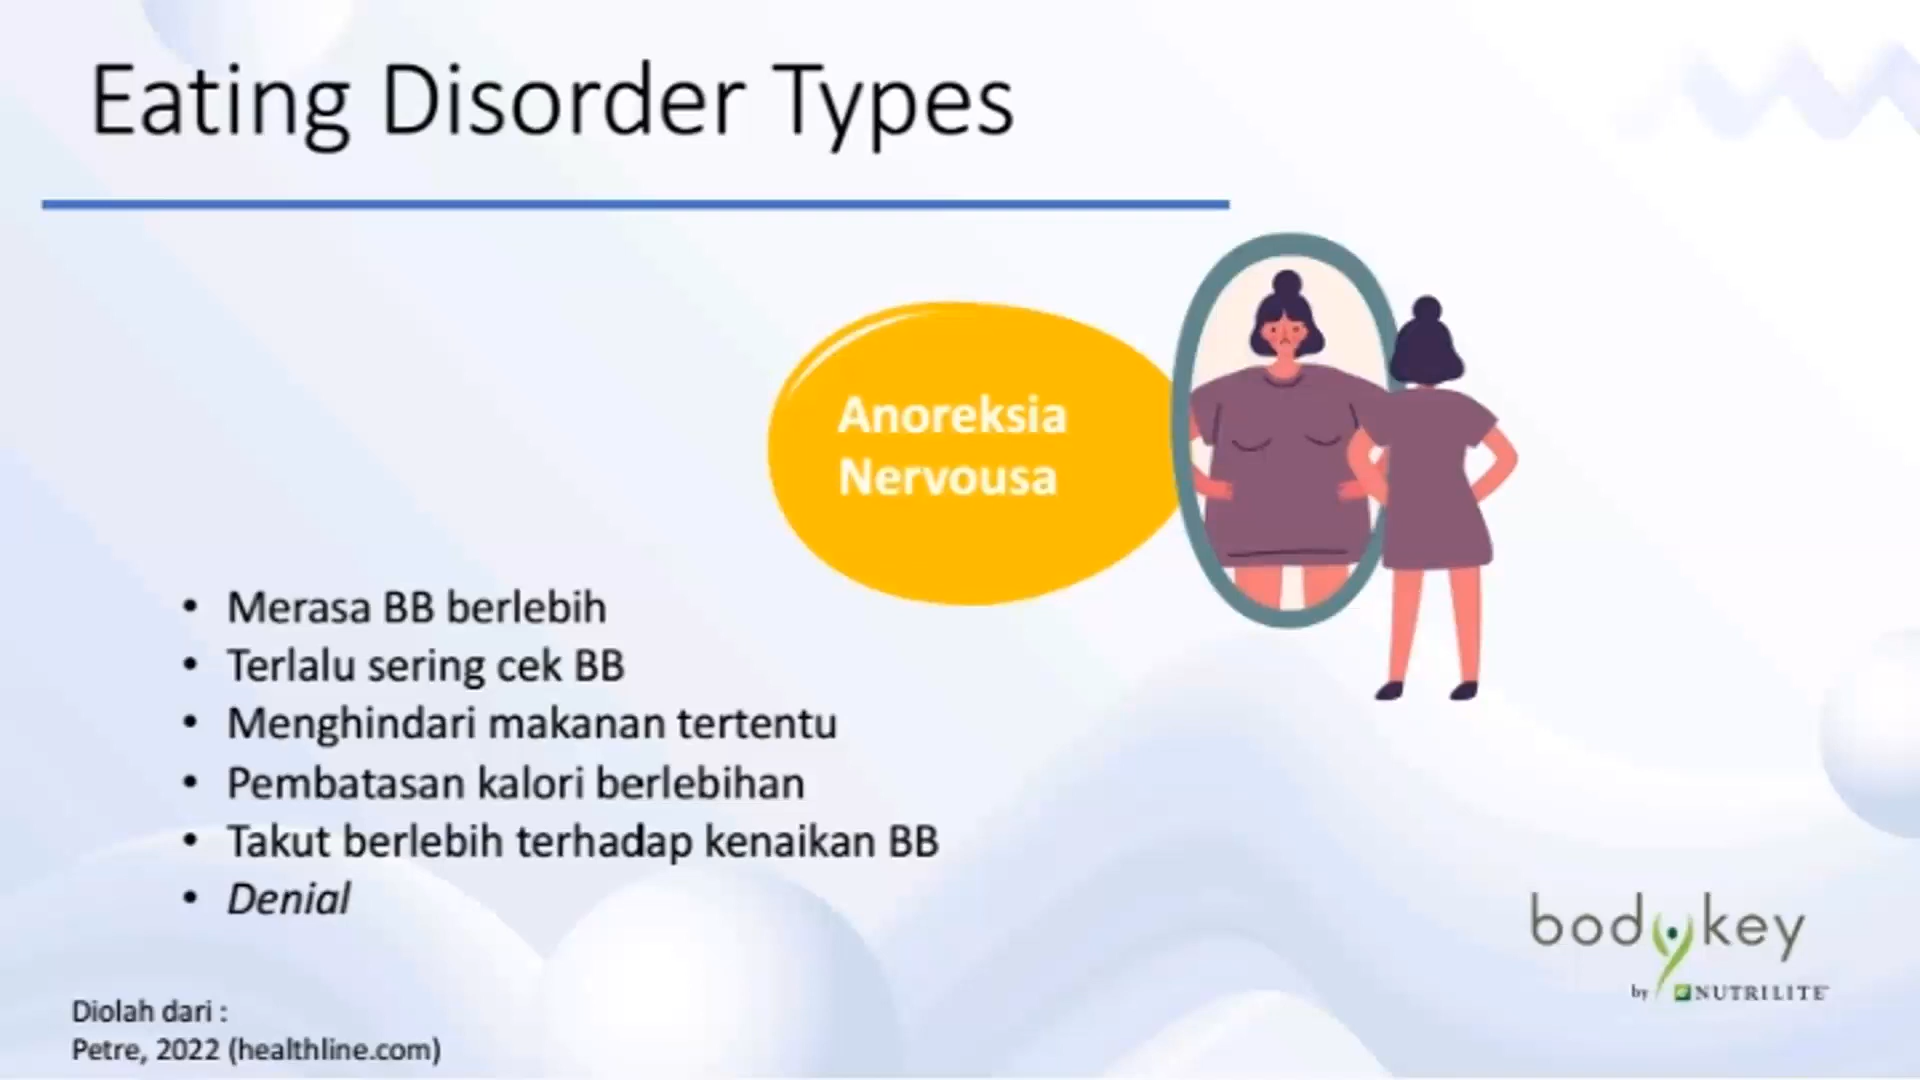 Eating Disorder Types
Anoreksia
Nervousa
• Merasa BB berlebih
• Terlalu sering cek BB
• Menghindari makanan tertentu
• Pembatasan kalori berlebihan
• Takut berlebih terhadap kenaikan BB
• Denial
bodykey
by NUTRILITE
Diolah dari :
Petre, 2022 (healthline.com)